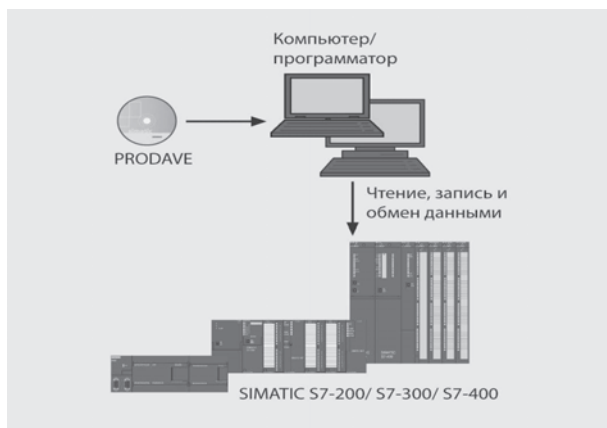 Компьютер/
программатор
PRODAVE
Чтение, запись и
обмен данными
SIMATIC S7-200/ S7-300/ S7-400